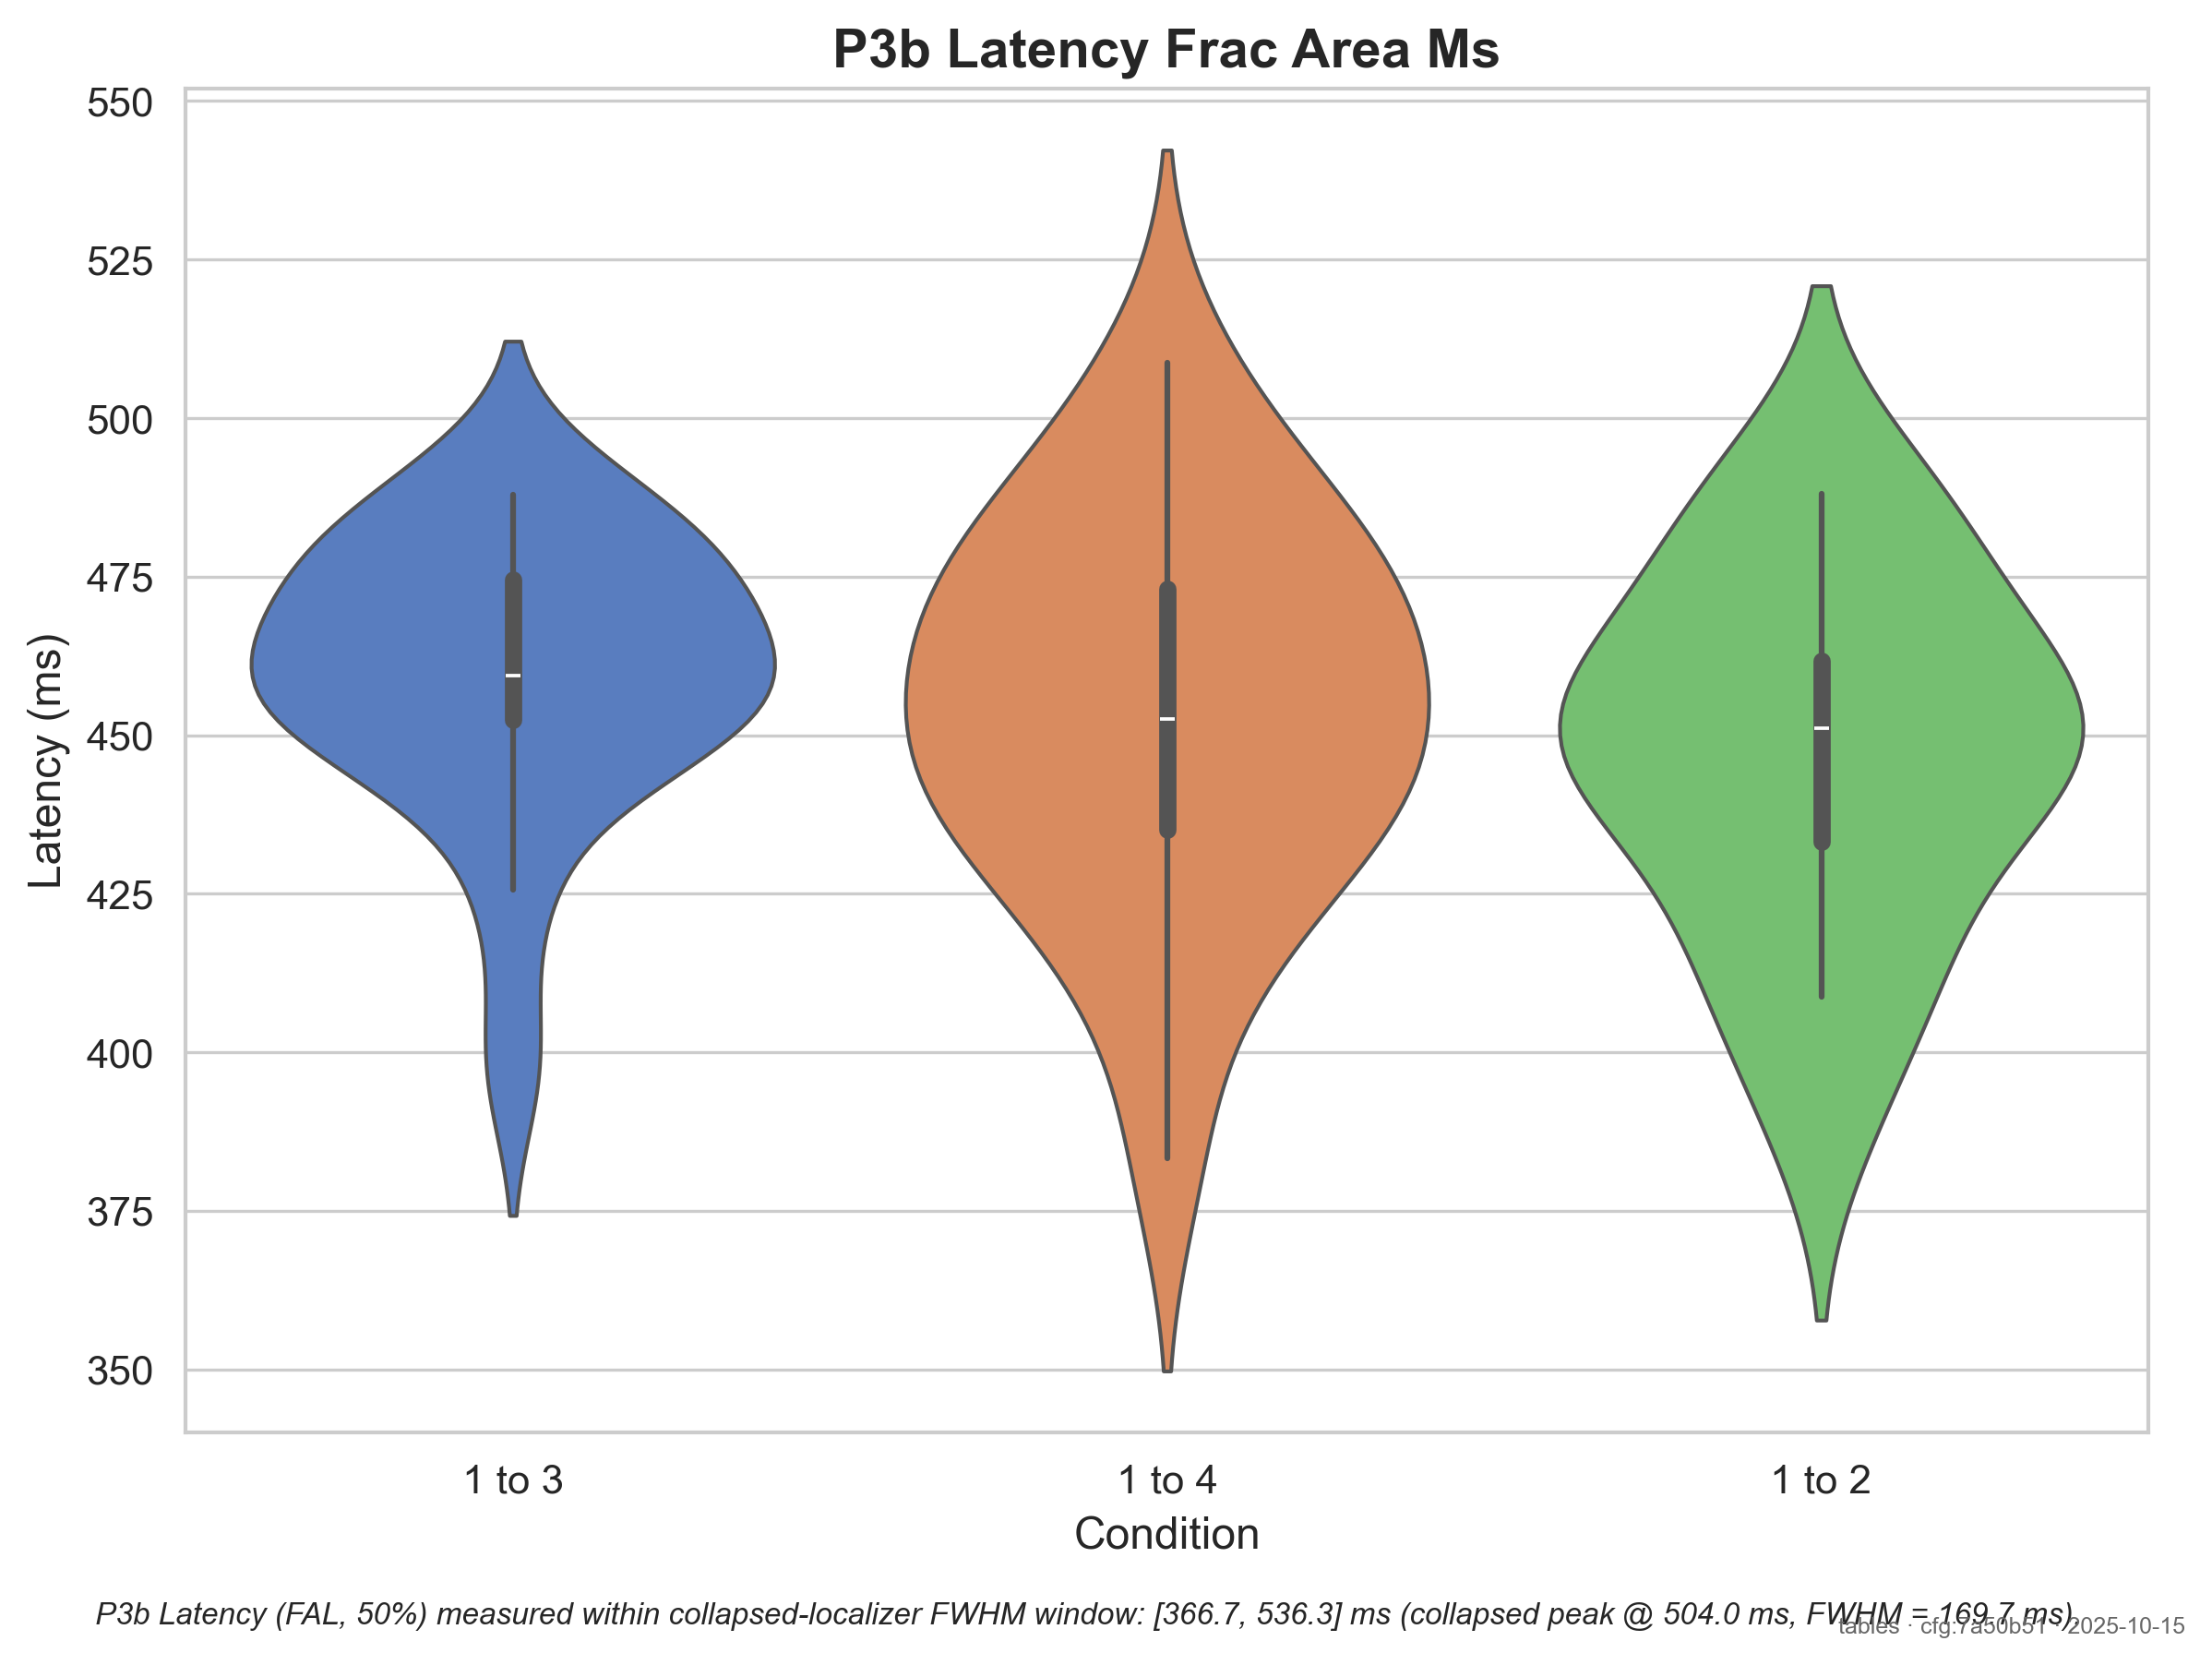 P3b Latency Frac Area Ms
550
525
500
475
450
425
400
375
350
Latency (ms)
1 to 3
1 to 4
1 to 2
Condition
P3b Latency (FAL, 50%) measured within collapsed-localizer FWHM window: [366.7, 536.3] ms (collapsed peak @ 504.0 ms, FWHM = 169.7 ms).
tables · cfg:7a50b51 · 2025-10-15